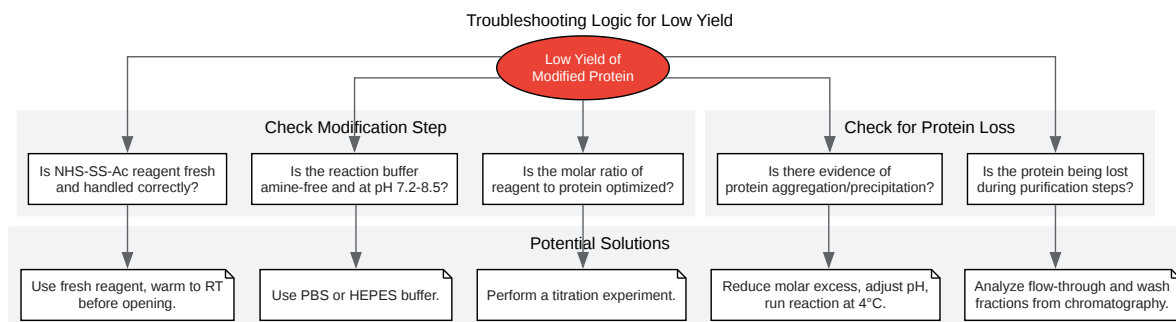 Troubleshooting Logic for Low Yield
Low Yield of
Modified Protein
Check Modification Step
Check for Protein Loss
Is NHS-SS-Ac reagent fresh
and handled correctly?
Is the reaction buffer
amine-free and at pH 7.2-8.5?
Is the molar ratio of
reagent to protein optimized?
Is there evidence of
protein aggregation/precipitation?
Is the protein being lost
during purification steps?
Potential Solutions
Use fresh reagent, warm to RT
before opening.
Use PBS or HEPES buffer.
Perform a titration experiment.
Reduce molar excess, adjust pH,
run reaction at 4°C.
Analyze flow-through and wash
fractions from chromatography.